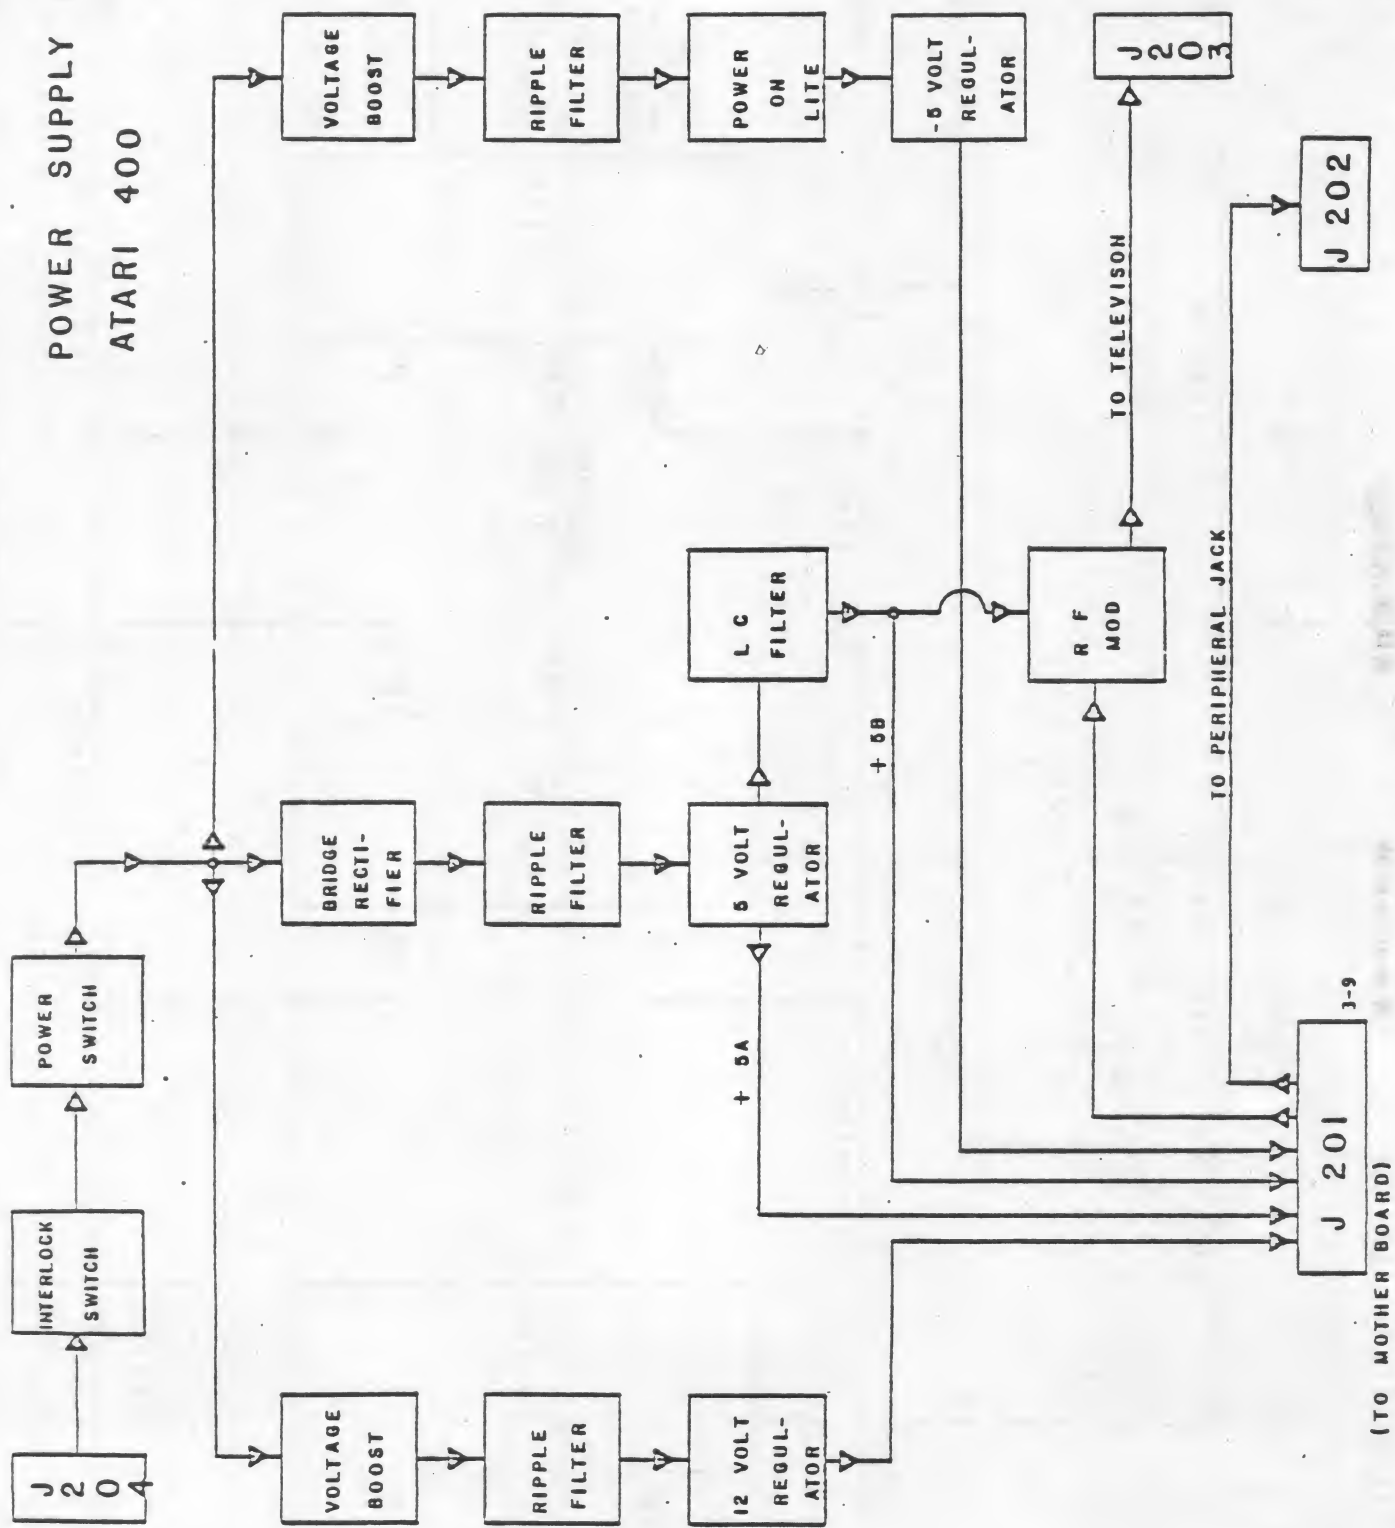 POWER SUPPLY
ATARI 400
J
2
0
4
INTERLOCK
SWITCH
POWER
SWITCH
VOLTAGE
BOOST
BRIDGE
RECTI-
FIER
VOLTAGE
BOOST
RIPPLE
FILTER
RIPPLE
FILTER
RIPPLE
FILTER
12 VOLT
REGUL-
ATOR
5 VOLT
REGUL-
ATOR
L C
FILTER
POWER
ON
LITE
-5 VOLT
REGUL-
ATOR
+ 5A
+ 5B
R F
MOD
TO TELEVISON
J
2
0
3
TO PERIPHERAL JACK
J 202
J 201
3-9
(TO MOTHER BOARD)